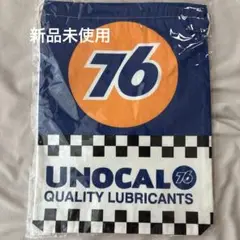 新品未使用
76
UNOCAL 76
QUALITY LUBRICANTS